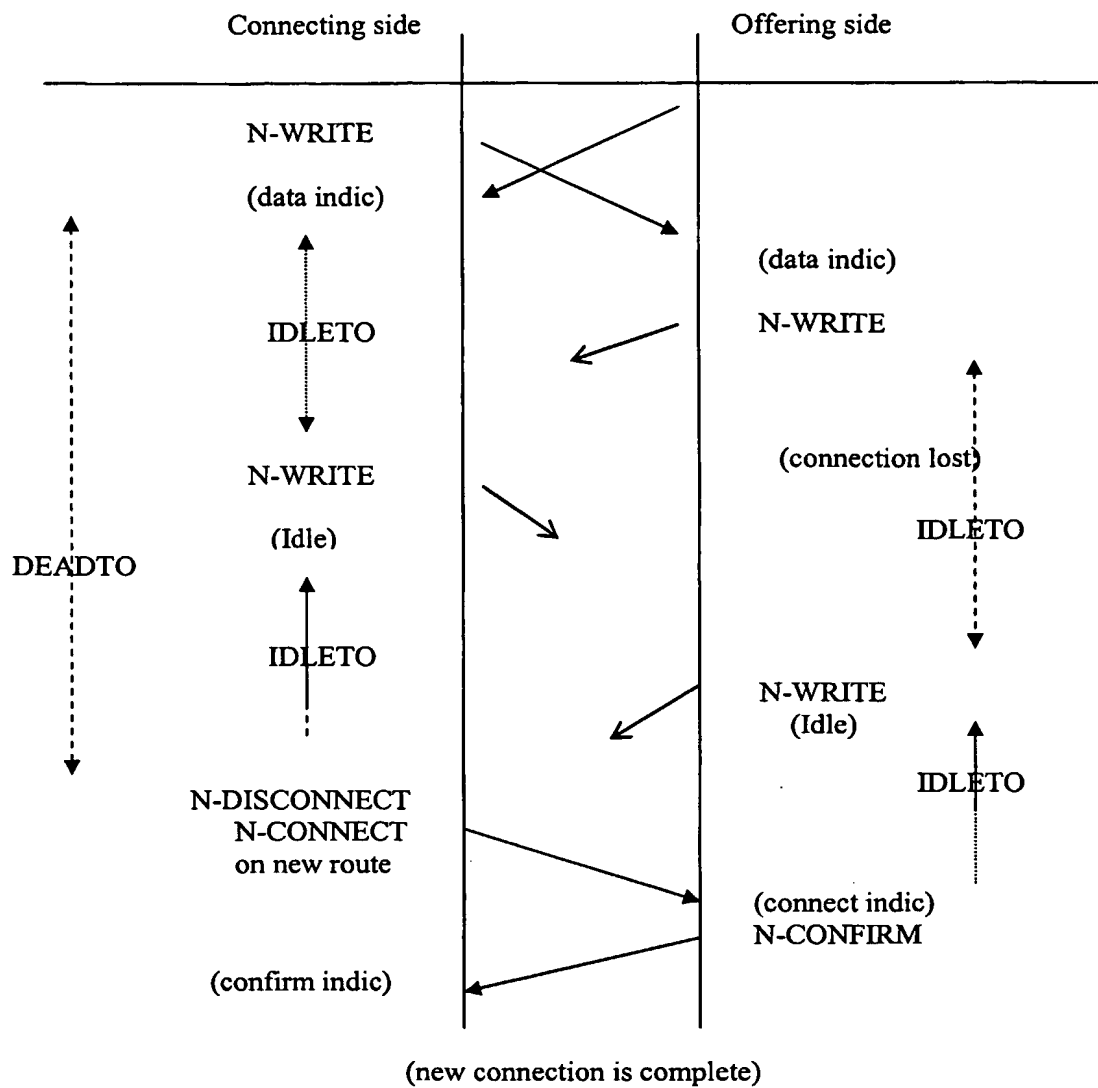 Connecting side
Offering side
N-WRITE
(data indic)
(data indic)
IDLETO
N-WRITE
N-WRITE
(connection lost)
(Idle)
IDLETO
DEADTO
IDLETO
N-WRITE
(Idle)
IDLETO
N-DISCONNECT
N-CONNECT
on new route
(connect indic)
N-CONFIRM
(confirm indic)
(new connection is complete)